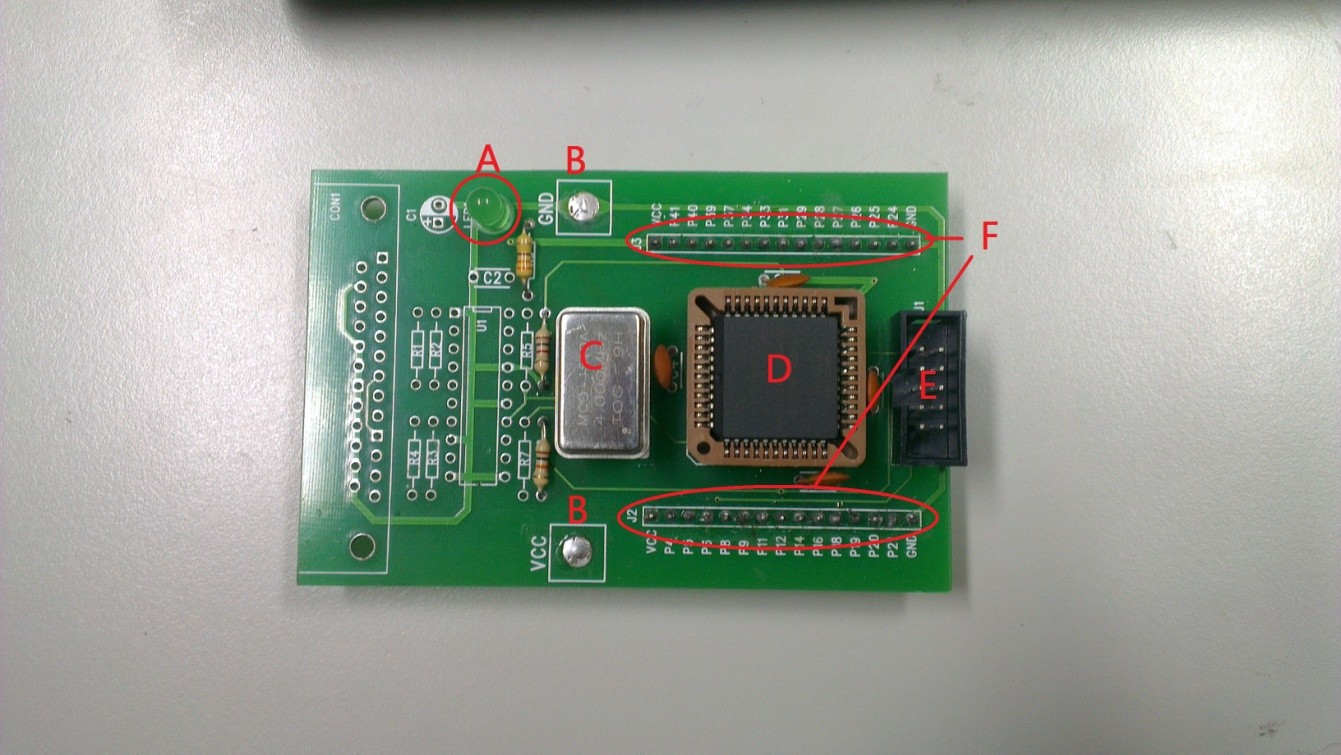 A
B
CON1
C1
+
GND
VCC P41 P40 P39 P37 P34 P33 P31 P29 P28 P27 P26 P25 P24 GND
J3
F
C2
U1
J1
R1
R2
R5
C
D
E
R4
R3
R7
B
VCC
J2
VCC P4 P5 P6 P8 P9 P11 P12 P14 P16 P18 P19 P20 P21 GND